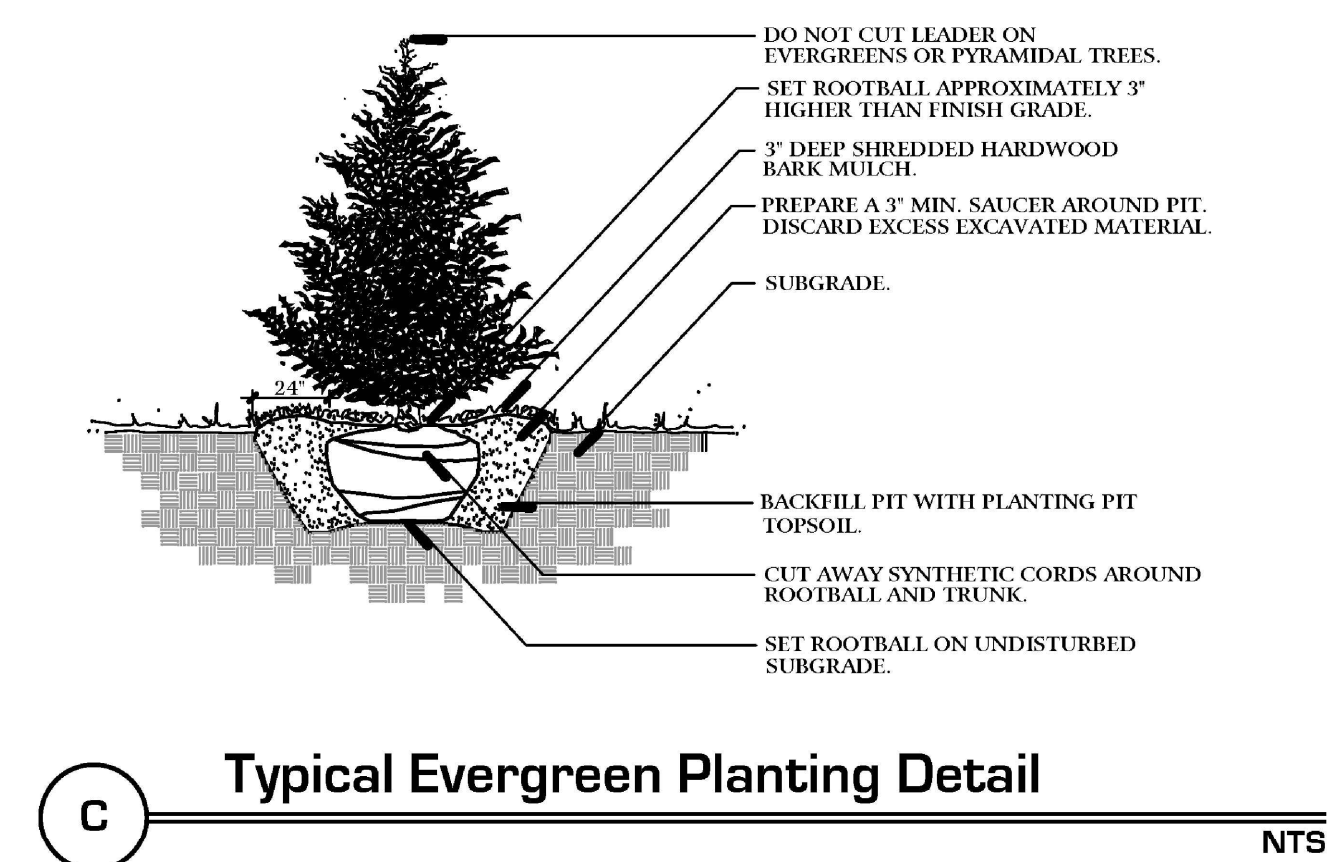 DO NOT CUT LEADER ON
EVERGREENS OR PYRAMIDAL TREES.
SET ROOTBALL APPROXIMATELY 3"
HIGHER THAN FINISH GRADE.
3" DEEP SHREDDED HARDWOOD
BARK MULCH.
PREPARE A 3" MIN. SAUCER AROUND PIT.
DISCARD EXCESS EXCAVATED MATERIAL.
SUBGRADE.
24"
BACKFILL PIT WITH PLANTING PIT
TOPSOIL.
CUT AWAY SYNTHETIC CORDS AROUND
ROOTBALL AND TRUNK.
SET ROOTBALL ON UNDISTURBED
SUBGRADE.
Typical Evergreen Planting Detail
C
NTS